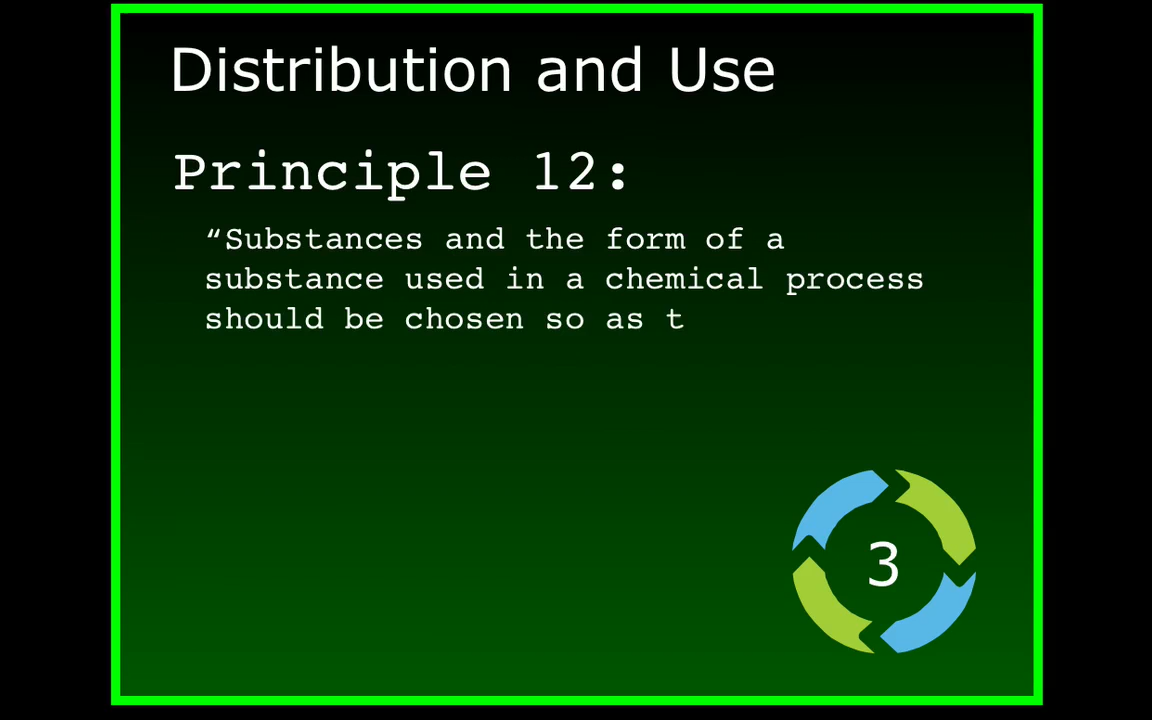 Distribution and Use
Principle 12:
“Substances and the form of a
substance used in a chemical process
should be chosen so as t
3